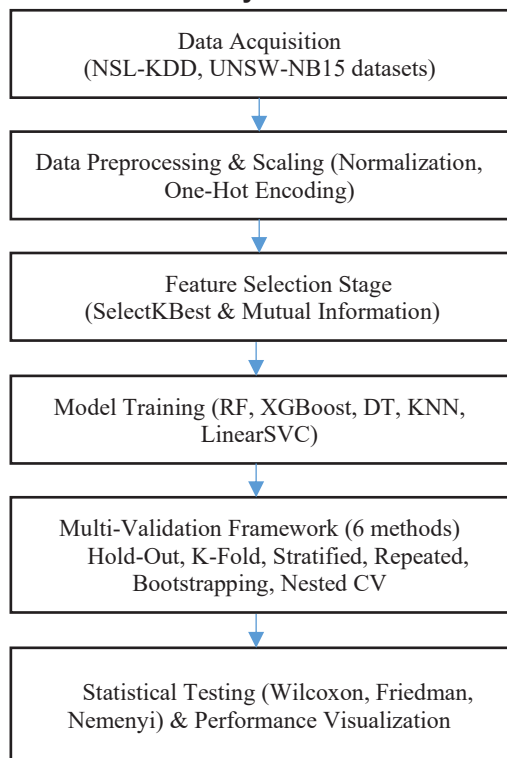 Data Acquisition
(NSL-KDD, UNSW-NB15 datasets)
Data Preprocessing & Scaling (Normalization,
One-Hot Encoding)
Feature Selection Stage
(SelectKBest & Mutual Information)
Model Training (RF, XGBoost, DT, KNN,
LinearSVC)
Multi-Validation Framework (6 methods)
Hold-Out, K-Fold, Stratified, Repeated,
Bootstrapping, Nested CV
Statistical Testing (Wilcoxon, Friedman,
Nemenyi) & Performance Visualization